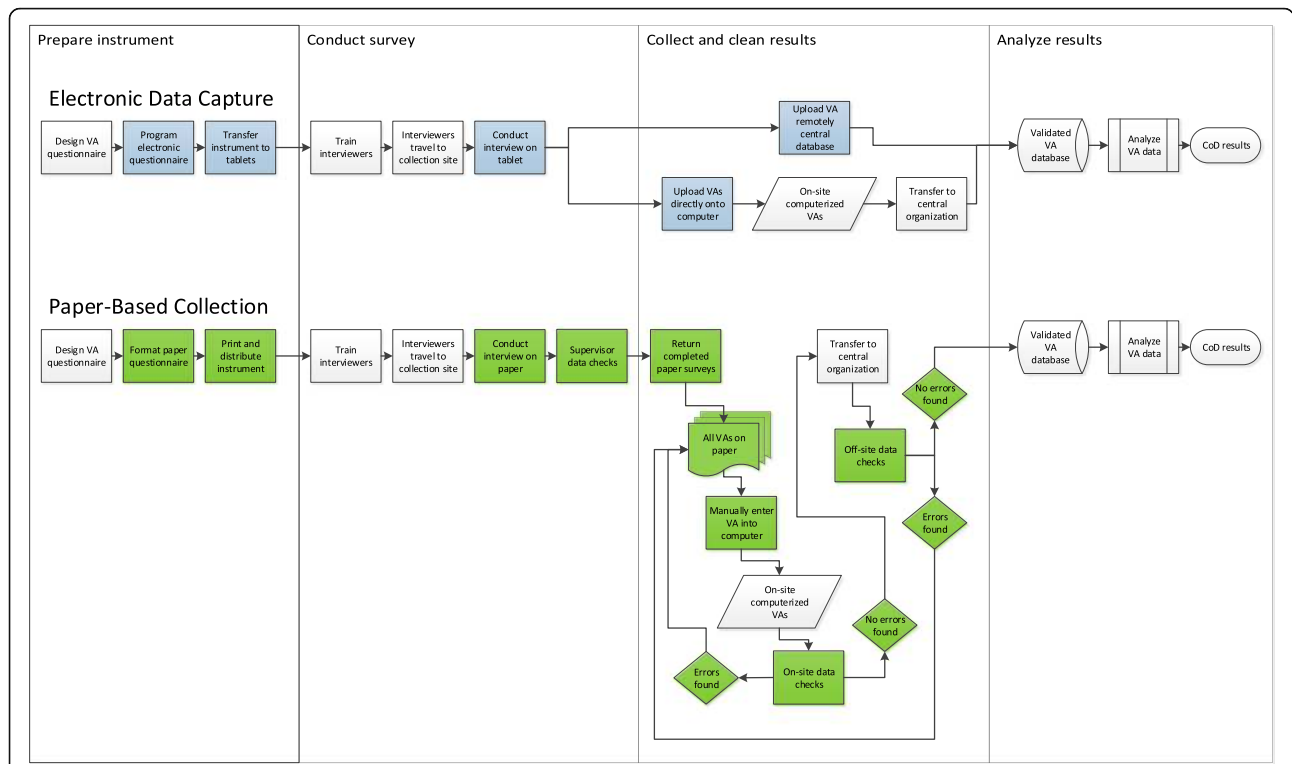 Prepare instrument
Conduct survey
Collect and clean results
Analyze results
Electronic Data Capture
Design VA
questionnaire
Program
electronic
questionnaire
Transfer
instrument to
tablets
Train
interviewers
Interviewers
travel to
collection site
Conduct
interview on
tablet
Upload VA
remotely
central
database
Upload VAs
directly onto
computer
On-site
computerized
VAs
Transfer to
central
organization
Validated
VA
database
Analyze
VA data
CoD results
Paper-Based Collection
Design VA
questionnaire
Format paper
questionnaire
Print and
distribute
instrument
Train
interviewers
Interviewers
travel to
collection site
Conduct
interview on
paper
Supervisor
data checks
Return
completed
paper surveys
All VAs on
paper
Manually enter
VA into
computer
On-site
computerized
VAs
On-site data
checks
Errors
found
No errors
found
Transfer to
central
organization
Off-site data
checks
No errors
found
Errors
found
Validated
VA
database
Analyze
VA data
CoD results